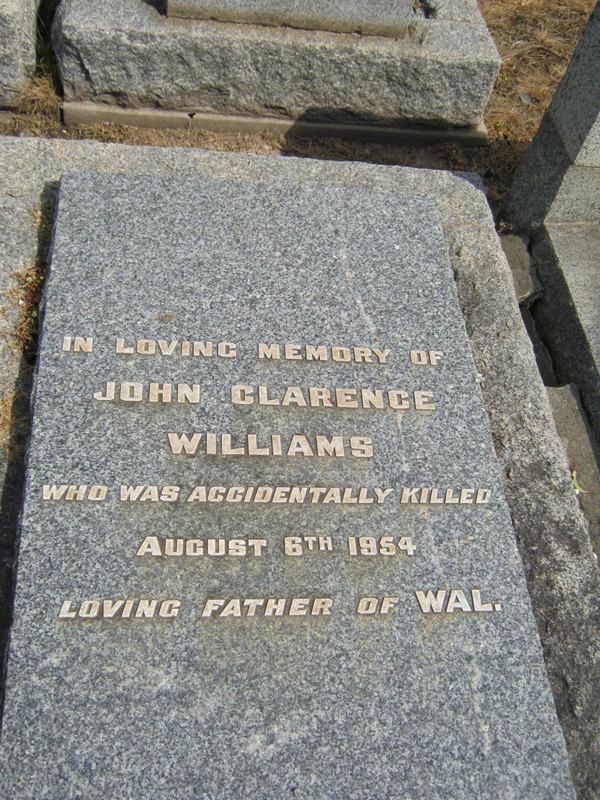 IN LOVING MEMORY OF
JOHN CLARENCE
WILLIAMS
WHO WAS ACCIDENTALLY KILLED
AUGUST 6TH 1954
LOVING FATHER OF WAL.